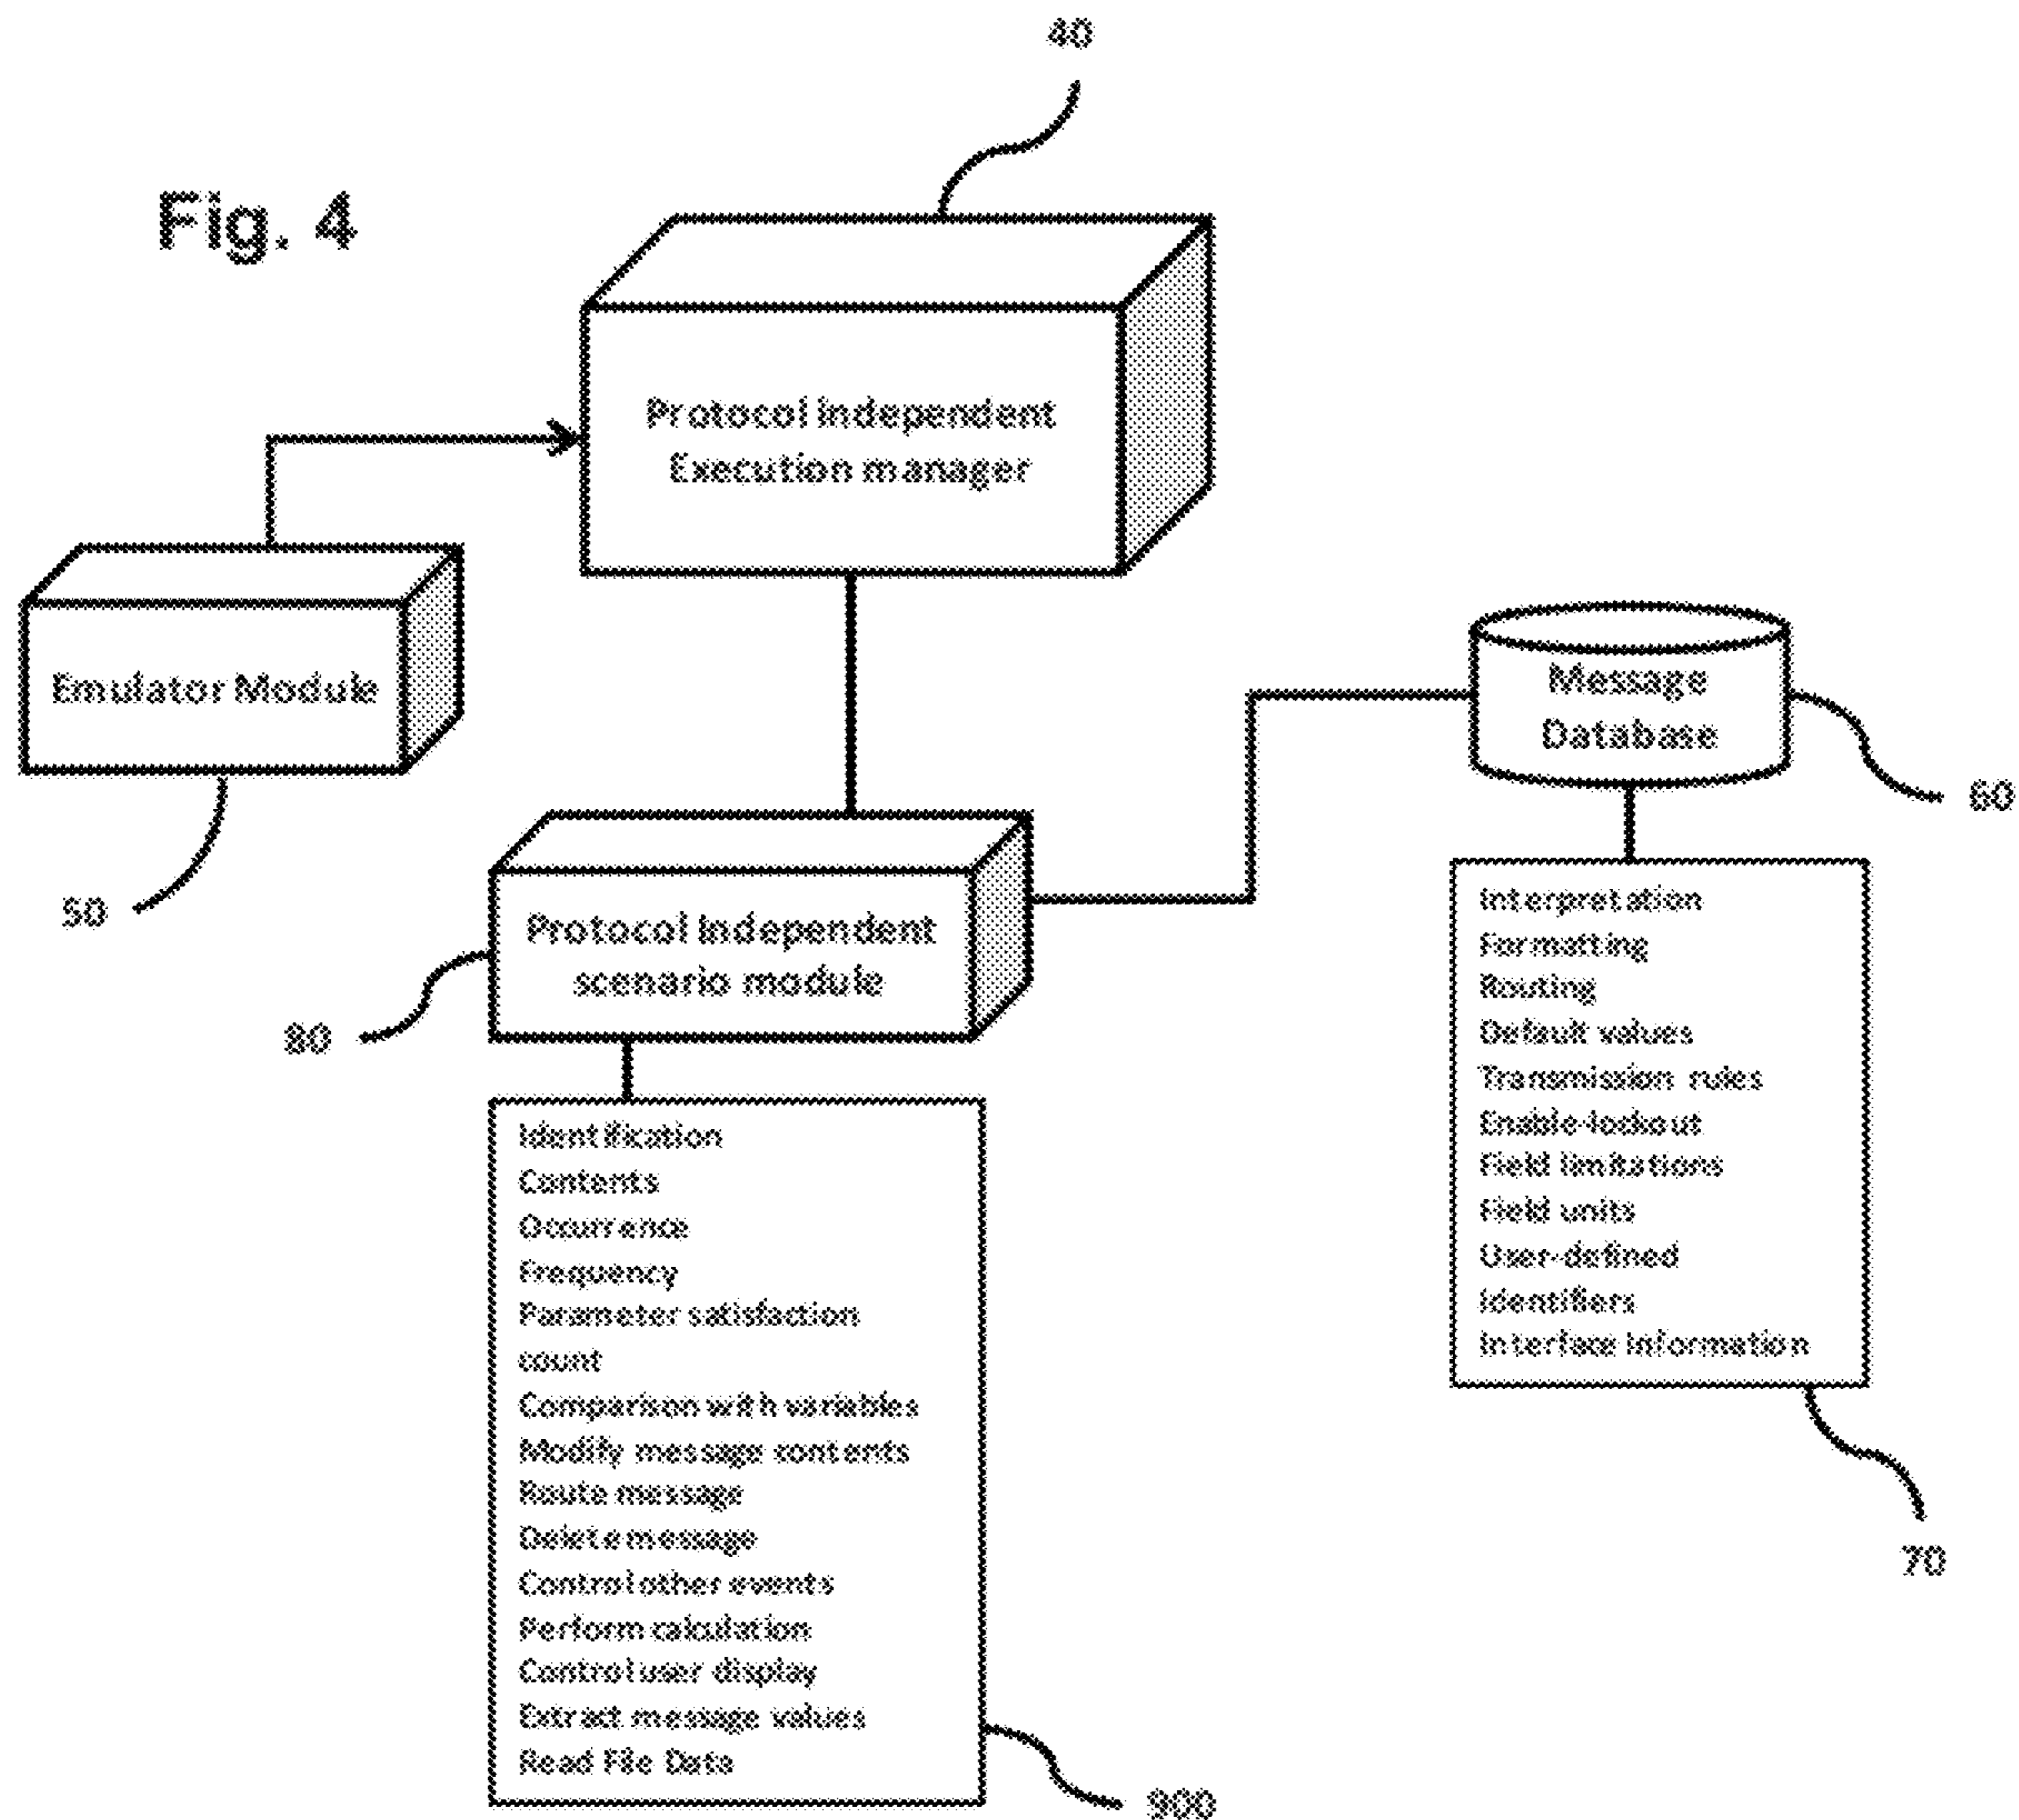 40
Fig. 4
Protocol Independent
Execution manager
Emulator Module
50
Message
Database
60
Protocol Independent
scenario module
80
Interpretation
Formatting
Routing
Default values
Transmission rules
Enable-lockout
Field limitations
Field units
User-defined
Identifiers
Interface Information
70
Identification
Contents
Occurrence
Frequency
Parameter satisfaction
count
Comparison with variables
Modify message contents
Route message
Delete message
Control other events
Perform calculation
Control user display
Extract message values
Read File Data
900